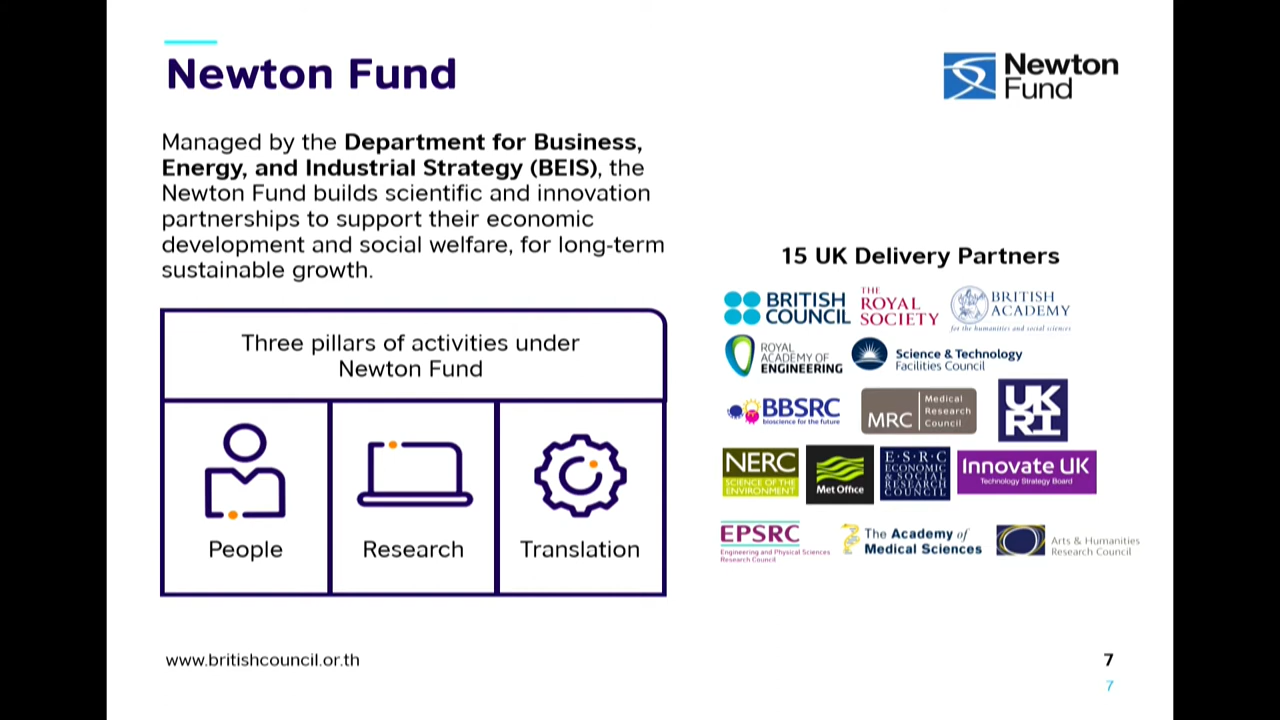 Newton Fund
Newton
Fund
Managed by the Department for Business,
Energy, and Industrial Strategy (BEIS), the
Newton Fund builds scientific and innovation
partnerships to support their economic
development and social welfare, for long-term
sustainable growth.
Three pillars of activities under
Newton Fund
People
Research
Translation
15 UK Delivery Partners
BRITISH
COUNCIL
THE
ROYAL
SOCIETY
BRITISH
ACADEMY
for the humanities and social sciences
ROYAL
ACADEMY OF
ENGINEERING
Science & Technology
Facilities Council
BBSRC
bioscience for the future
MRC
Medical
Research
Council
UK
RI
NERC
SCIENCE OF THE
ENVIRONMENT
Met Office
E·S·R·C
ECONOMIC
& SOCIAL
RESEARCH
COUNCIL
Innovate UK
Technology Strategy Board
EPSRC
Engineering and Physical Sciences
Research Council
The Academy of
Medical Sciences
Arts & Humanities
Research Council
www.britishcouncil.or.th
7
7